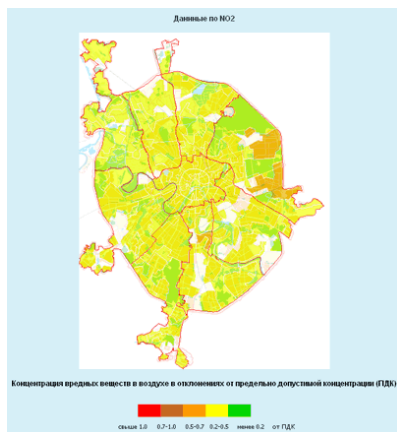 Даннные по NO2
Концентрация вредных веществ в воздухе в отклонениях от предельно допустимой концентрации (ПДК)
свыше 1.0 0.7-1.0 0.5-0.7 0.2-0.5 менее 0.2 от ПДК